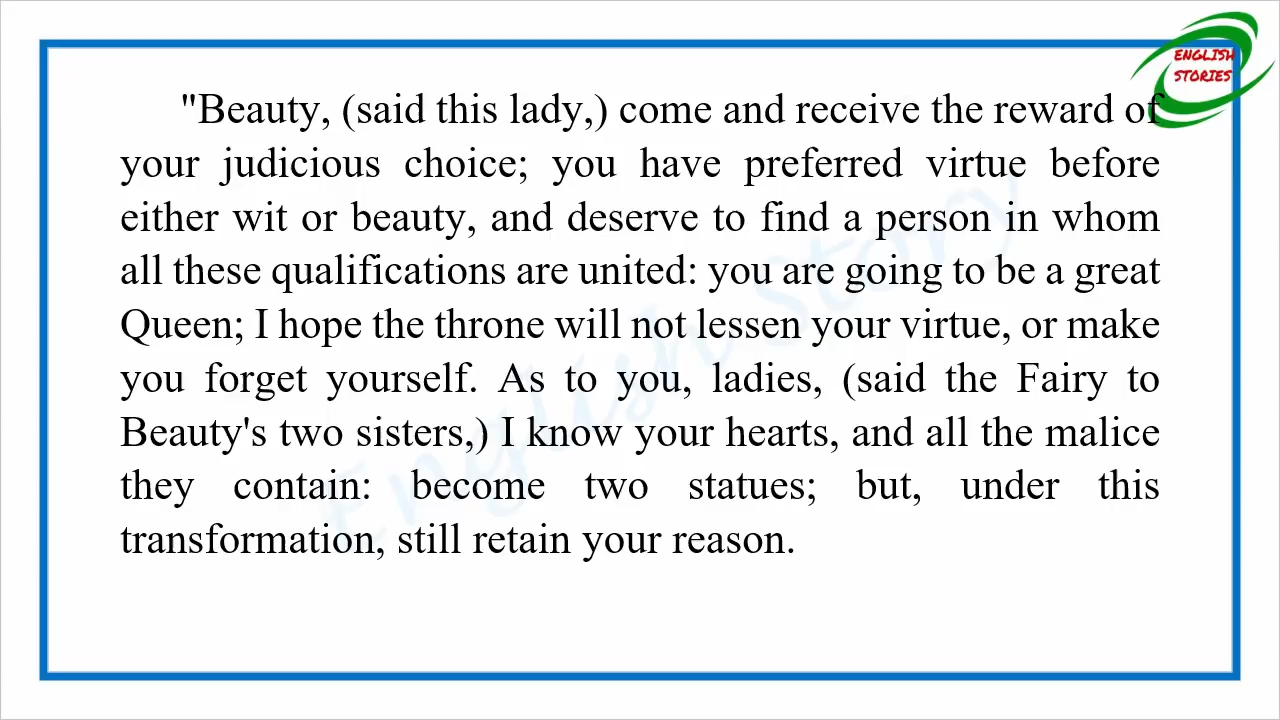 ENGLISH
STORIES
"Beauty, (said this lady,) come and receive the reward of
your judicious choice; you have preferred virtue before
either wit or beauty, and deserve to find a person in whom
all these qualifications are united: you are going to be a great
Queen; I hope the throne will not lessen your virtue, or make
you forget yourself. As to you, ladies, (said the Fairy to
Beauty's two sisters,) I know your hearts, and all the malice
they contain: become two statues; but, under this
transformation, still retain your reason.
English Story